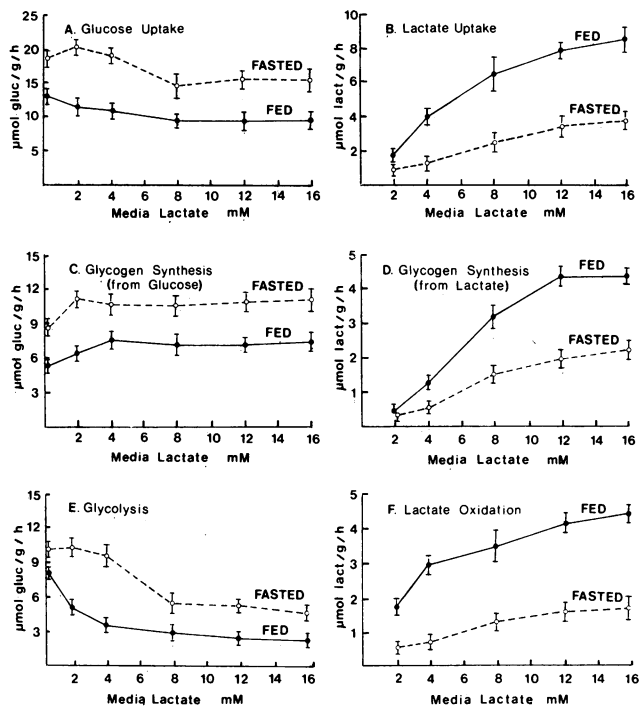 A. Glucose Uptake
μmol gluc/g/h
25
20
15
10
5
FASTED
FED
2 4 6 8 10 12 14 16
Media Lactate mM
B. Lactate Uptake
μmol lact/g/h
10
8
6
4
2
FED
FASTED
2 4 6 8 10 12 14 16
Media Lactate mM
C. Glycogen Synthesis
(from Glucose)
μmol gluc/g/h
15
12
9
6
3
FASTED
FED
2 4 6 8 10 12 14 16
Media Lactate mM
D. Glycogen Synthesis
(from Lactate)
μmol lact/g/h
5
4
3
2
1
FED
FASTED
2 4 6 8 10 12 14 16
Media Lactate mM
E. Glycolysis
μmol gluc/g/h
15
12
9
6
3
FASTED
FED
2 4 6 8 10 12 14 16
Media Lactate mM
F. Lactate Oxidation
μmol lact/g/h
5
4
3
2
1
FED
FASTED
2 4 6 8 10 12 14 16
Media Lactate mM